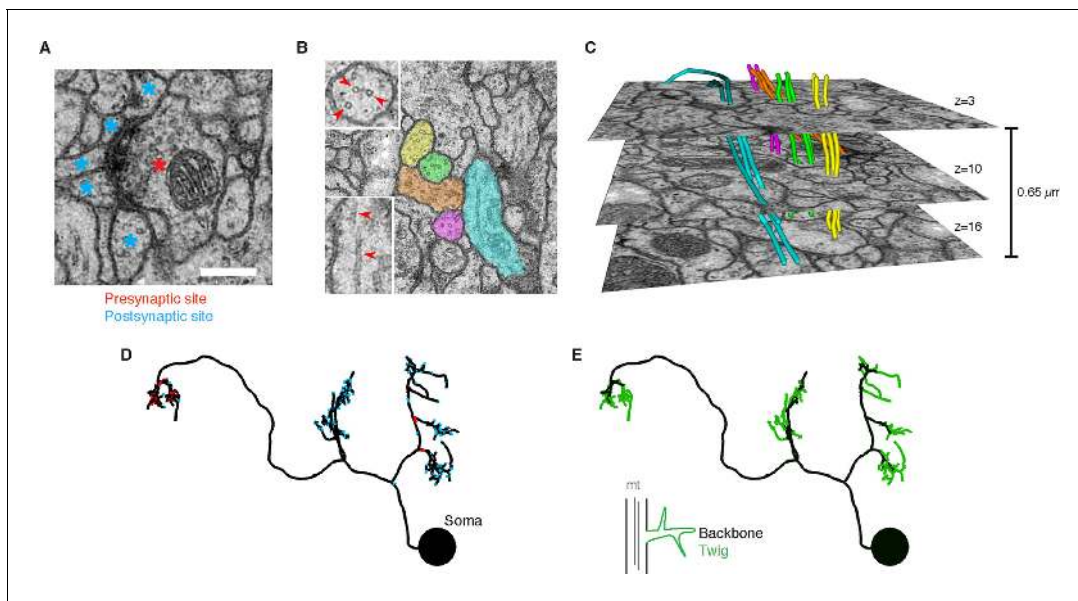 A
B
C
z=3
z=10
z=16
0.65 μm
Presynaptic site
Postsynaptic site
D
Soma
E
mt
Backbone
Twig